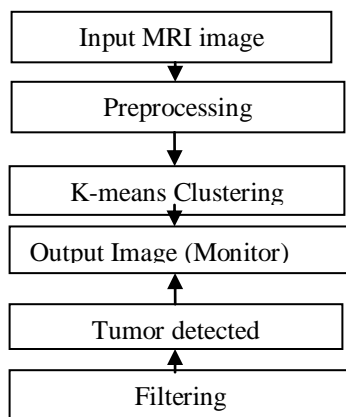 Input MRI image
Preprocessing
K-means Clustering
Output Image (Monitor)
Tumor detected
Filtering